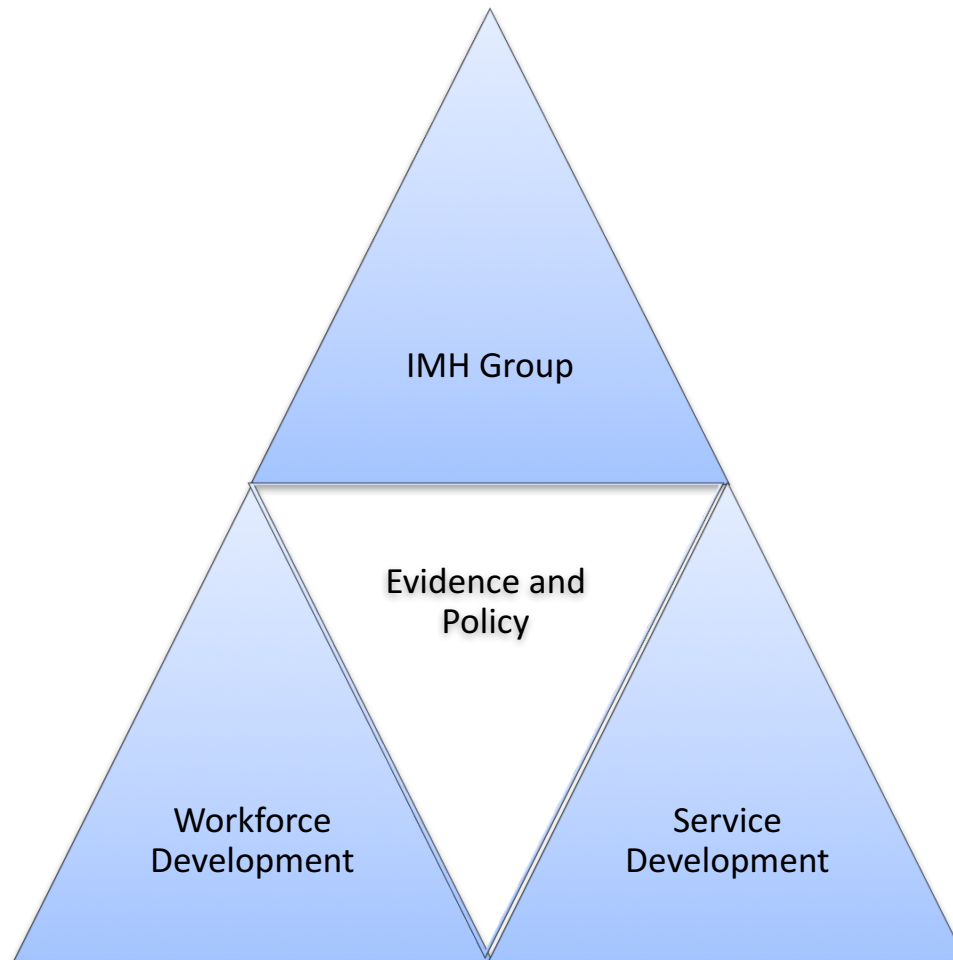 IMH Group
Evidence and
Policy
Workforce
Development
Service
Development